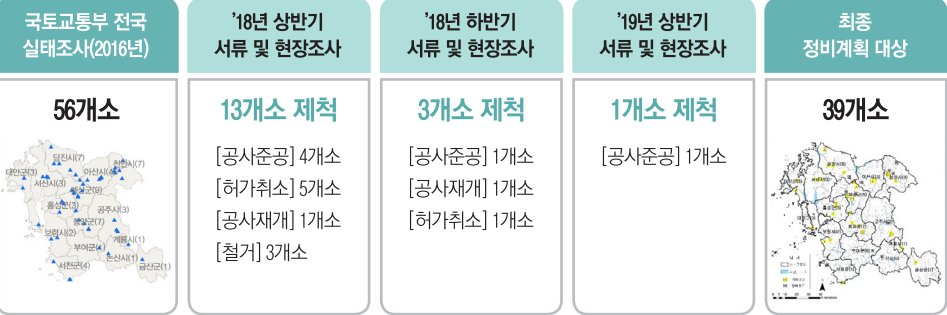 국토교통부 전국
실태조사(2016년)
56개소
당진시(7)
천안시(7)
태안군(3)
아산시(4)
서산시(3)
예산군(9)
홍성군(3)
공주시(3)
청양군(7)
보령시(2)
계룡시(1)
부여군(4)
논산시(1)
서천군(4)
금산군(1)
'18년 상반기
서류 및 현장조사
13개소 제척
[공사준공] 4개소
[허가취소] 5개소
[공사재개] 1개소
[철거] 3개소
'18년 하반기
서류 및 현장조사
3개소 제척
[공사준공] 1개소
[공사재개] 1개소
[허가취소] 1개소
'19년 상반기
서류 및 현장조사
1개소 제척
[공사준공] 1개소
최종
정비계획 대상
39개소